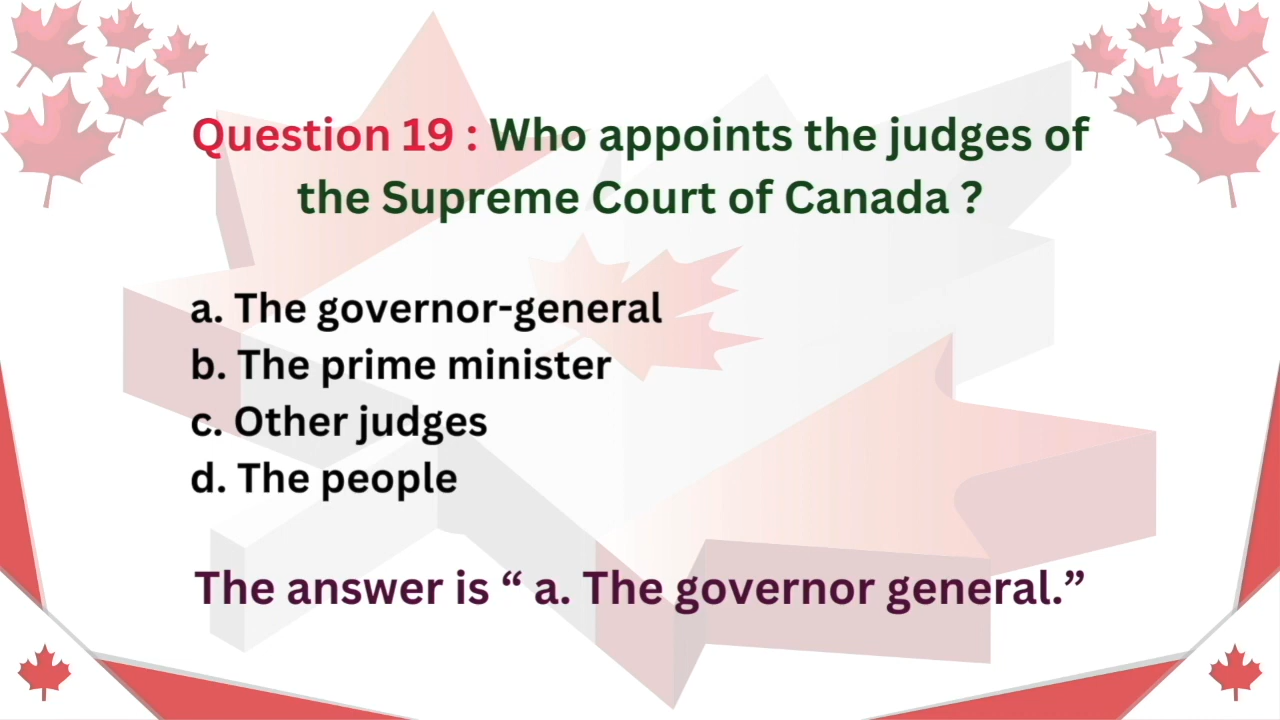 Question 19 : Who appoints the judges of
the Supreme Court of Canada ?
a. The governor-general
b. The prime minister
c. Other judges
d. The people
The answer is “ a. The governor general.”